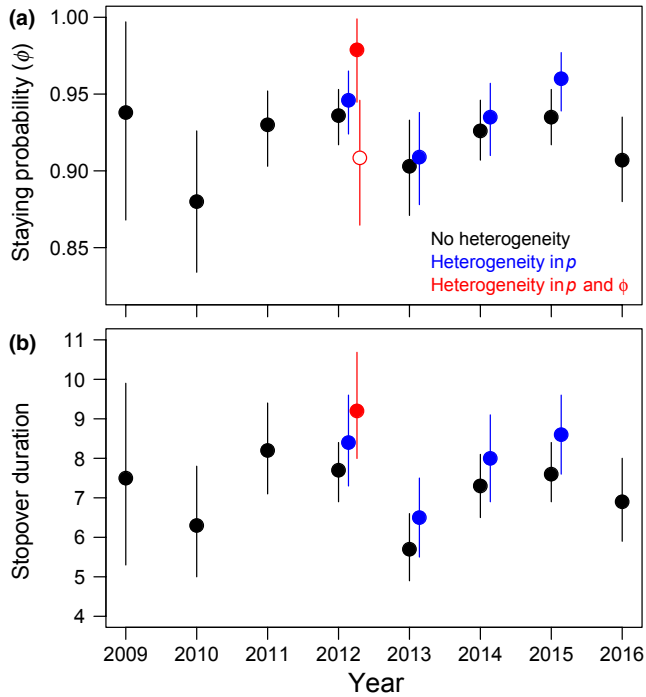 (a)
1.00
0.95
0.90
0.85
Staying probability (ϕ)
No heterogeneity
Heterogeneity in p
Heterogeneity in p and ϕ
(b)
11
10
9
8
7
6
5
4
Stopover duration
2009 2010 2011 2012 2013 2014 2015 2016
Year